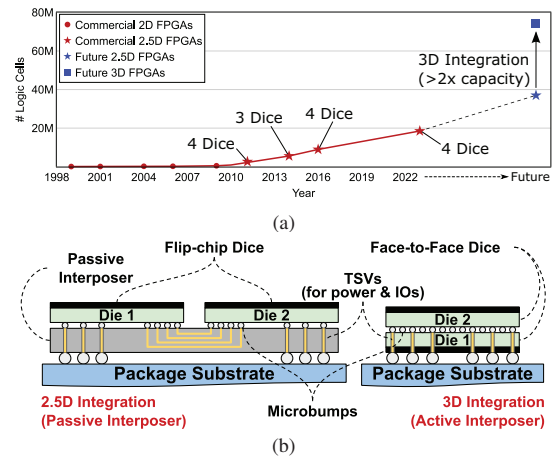 (a)
80M
60M
40M
20M
# Logic Cells
Commercial 2D FPGAs
Commercial 2.5D FPGAs
Future 2.5D FPGAs
Future 3D FPGAs
3D Integration
(>2x capacity)
4 Dice
3 Dice
4 Dice
4 Dice
1998 2001 2004 2007 2010 2013 2016 2019 2022 Future
Year
(a)
Passive
Interposer
Flip-chip Dice
Face-to-Face Dice
TSVs
(for power & IOs)
Die 1
Die 2
Die 2
Die 1
Package Substrate
Package Substrate
2.5D Integration
(Passive Interposer)
Microbumps
3D Integration
(Active Interposer)
(b)